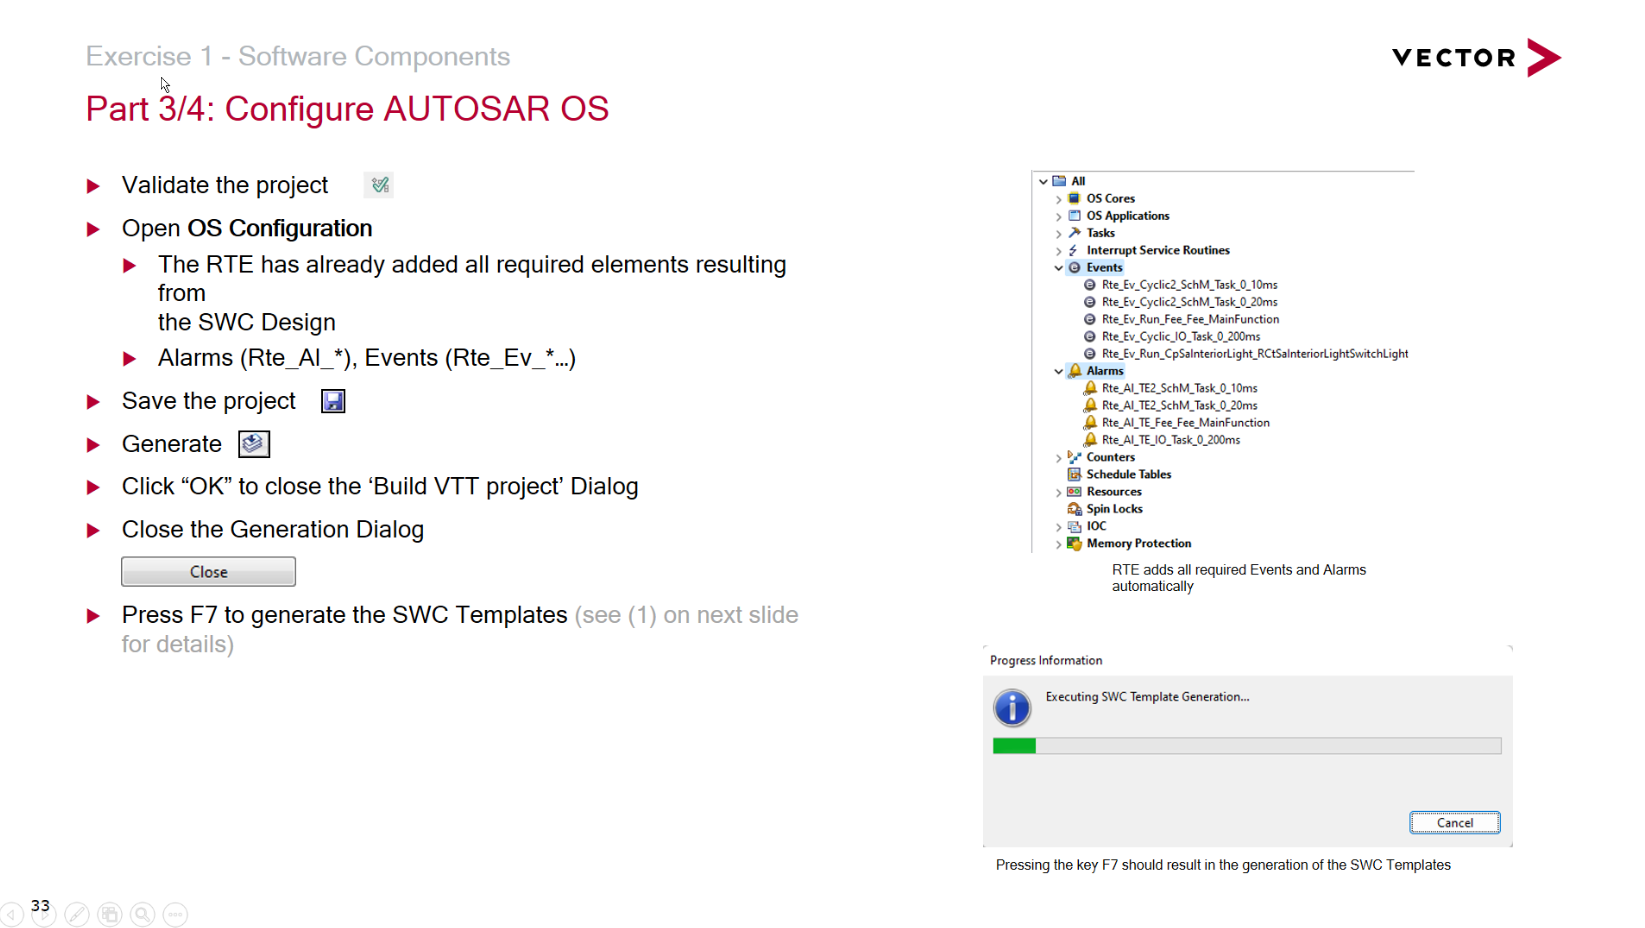 Exercise 1 - Software Components
VECTOR
Part 3/4: Configure AUTOSAR OS
Validate the project
Open OS Configuration
The RTE has already added all required elements resulting
from
the SWC Design
Alarms (Rte_Al_*), Events (Rte_Ev_*...)
Save the project
Generate
Click “OK” to close the ‘Build VTT project’ Dialog
Close the Generation Dialog
Close
Press F7 to generate the SWC Templates (see (1) on next slide
for details)
All
OS Cores
OS Applications
Tasks
Interrupt Service Routines
Events
Rte_Ev_Cyclic2_SchM_Task_0_10ms
Rte_Ev_Cyclic2_SchM_Task_0_20ms
Rte_Ev_Run_Fee_Fee_MainFunction
Rte_Ev_Cyclic_IO_Task_0_200ms
Rte_Ev_Run_CpSaInteriorLight_RCtSaInteriorLightSwitchLight
Alarms
Rte_Al_TE2_SchM_Task_0_10ms
Rte_Al_TE2_SchM_Task_0_20ms
Rte_Al_TE_Fee_Fee_MainFunction
Rte_Al_TE_IO_Task_0_200ms
Counters
Schedule Tables
Resources
Spin Locks
IOC
Memory Protection
RTE adds all required Events and Alarms
automatically
Progress Information
Executing SWC Template Generation...
Cancel
Pressing the key F7 should result in the generation of the SWC Templates
33